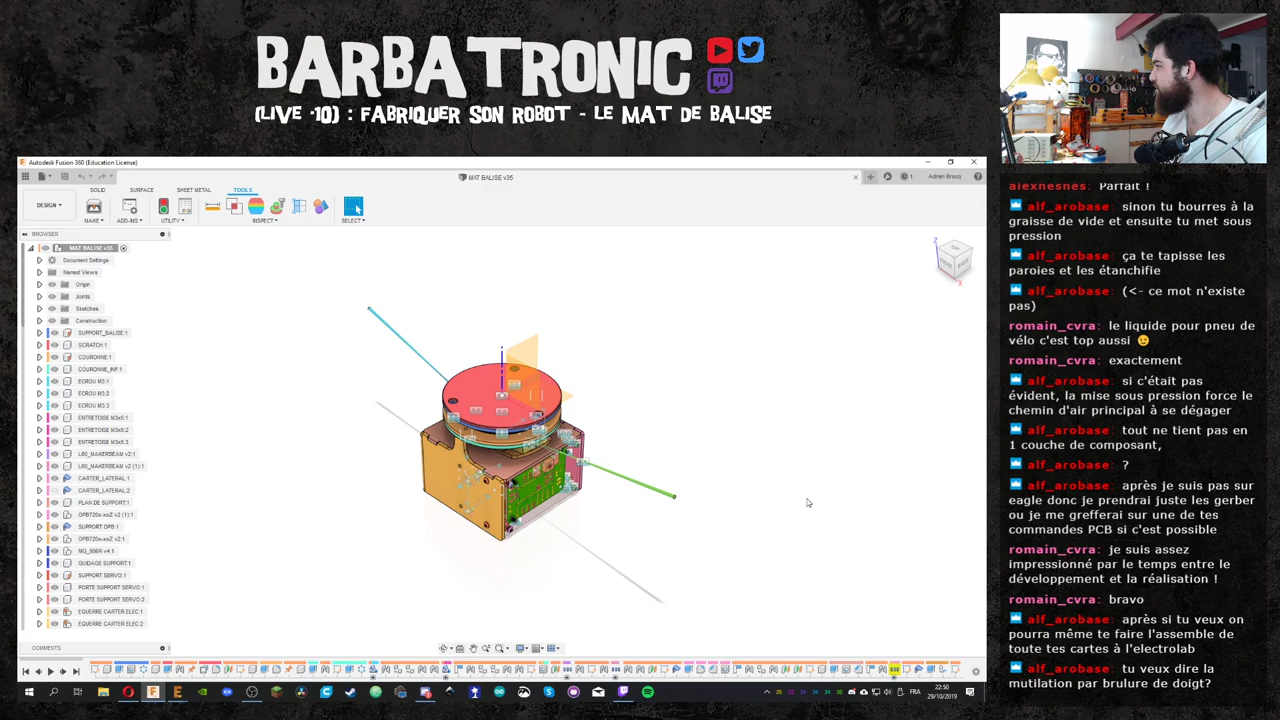 BARBATRONIC
(LIVE -10) : FABRIQUER SON ROBOT - LE MAT DE BALISE
Autodesk Fusion 360 (Education License)
MAT BALISE v35
1
Adrien Brecq
SOLID
SURFACE
SHEET METAL
TOOLS
DESIGN
MAKE
ADD-INS
UTILITY
INSPECT
SELECT
BROWSER
MAT BALISE v35
Document Settings
Named Views
Origin
Joints
Sketches
Construction
SUPPORT_BALISE:1
SCRATCH:1
COURONNE:1
COURONNE_INF:1
ECROU M3:1
ECROU M3:2
ECROU M3:3
ENTRETOISE M3x5:1
ENTRETOISE M3x5:2
ENTRETOISE M3x5:3
L60_MAKERBEAM v2:1
L60_MAKERBEAM v2 (1):1
CARTER_LATERAL:1
CARTER_LATERAL:2
PLAN DE SUPPORT:1
OPB720x-xxZ v2 (1):1
SUPPORT OPB:1
OPB720x-xxZ v2:1
MG_996R v4:1
GUIDAGE SUPPORT:1
SUPPORT SERVO:1
PORTE SUPPORT SERVO:1
PORTE SUPPORT SERVO:2
EQUERRE CARTER ELEC:1
EQUERRE CARTER ELEC:2
COMMENTS
Z
X
alexnesnes: Parfait !
alf_arobase: sinon tu bourres à la
graisse de vide et ensuite tu met sous
pression
alf_arobase: ça te tapisse les
paroies et les étanchifie
alf_arobase: (<- ce mot n'existe
pas)
romain_cvra: le liquide pour pneu de
vélo c'est top aussi 😉
romain_cvra: exactement
alf_arobase: si c'était pas
évident, la mise sous pression force le
chemin d'air principal à se dégager
alf_arobase: tout ne tient pas en
1 couche de composant,
alf_arobase: ?
alf_arobase: après je suis pas sur
eagle donc je prendrai juste les gerber
ou je me grefferai sur une de tes
commandes PCB si c'est possible
romain_cvra: je suis assez
impressionné par le temps entre le
développement et la réalisation !
romain_cvra: bravo
alf_arobase: après si tu veux on
pourra même te faire l'assemble de
toute tes cartes à l'electrolab
alf_arobase: tu veux dire la
mutilation par brulure de doigt?
FRA
22:50
29/10/2019